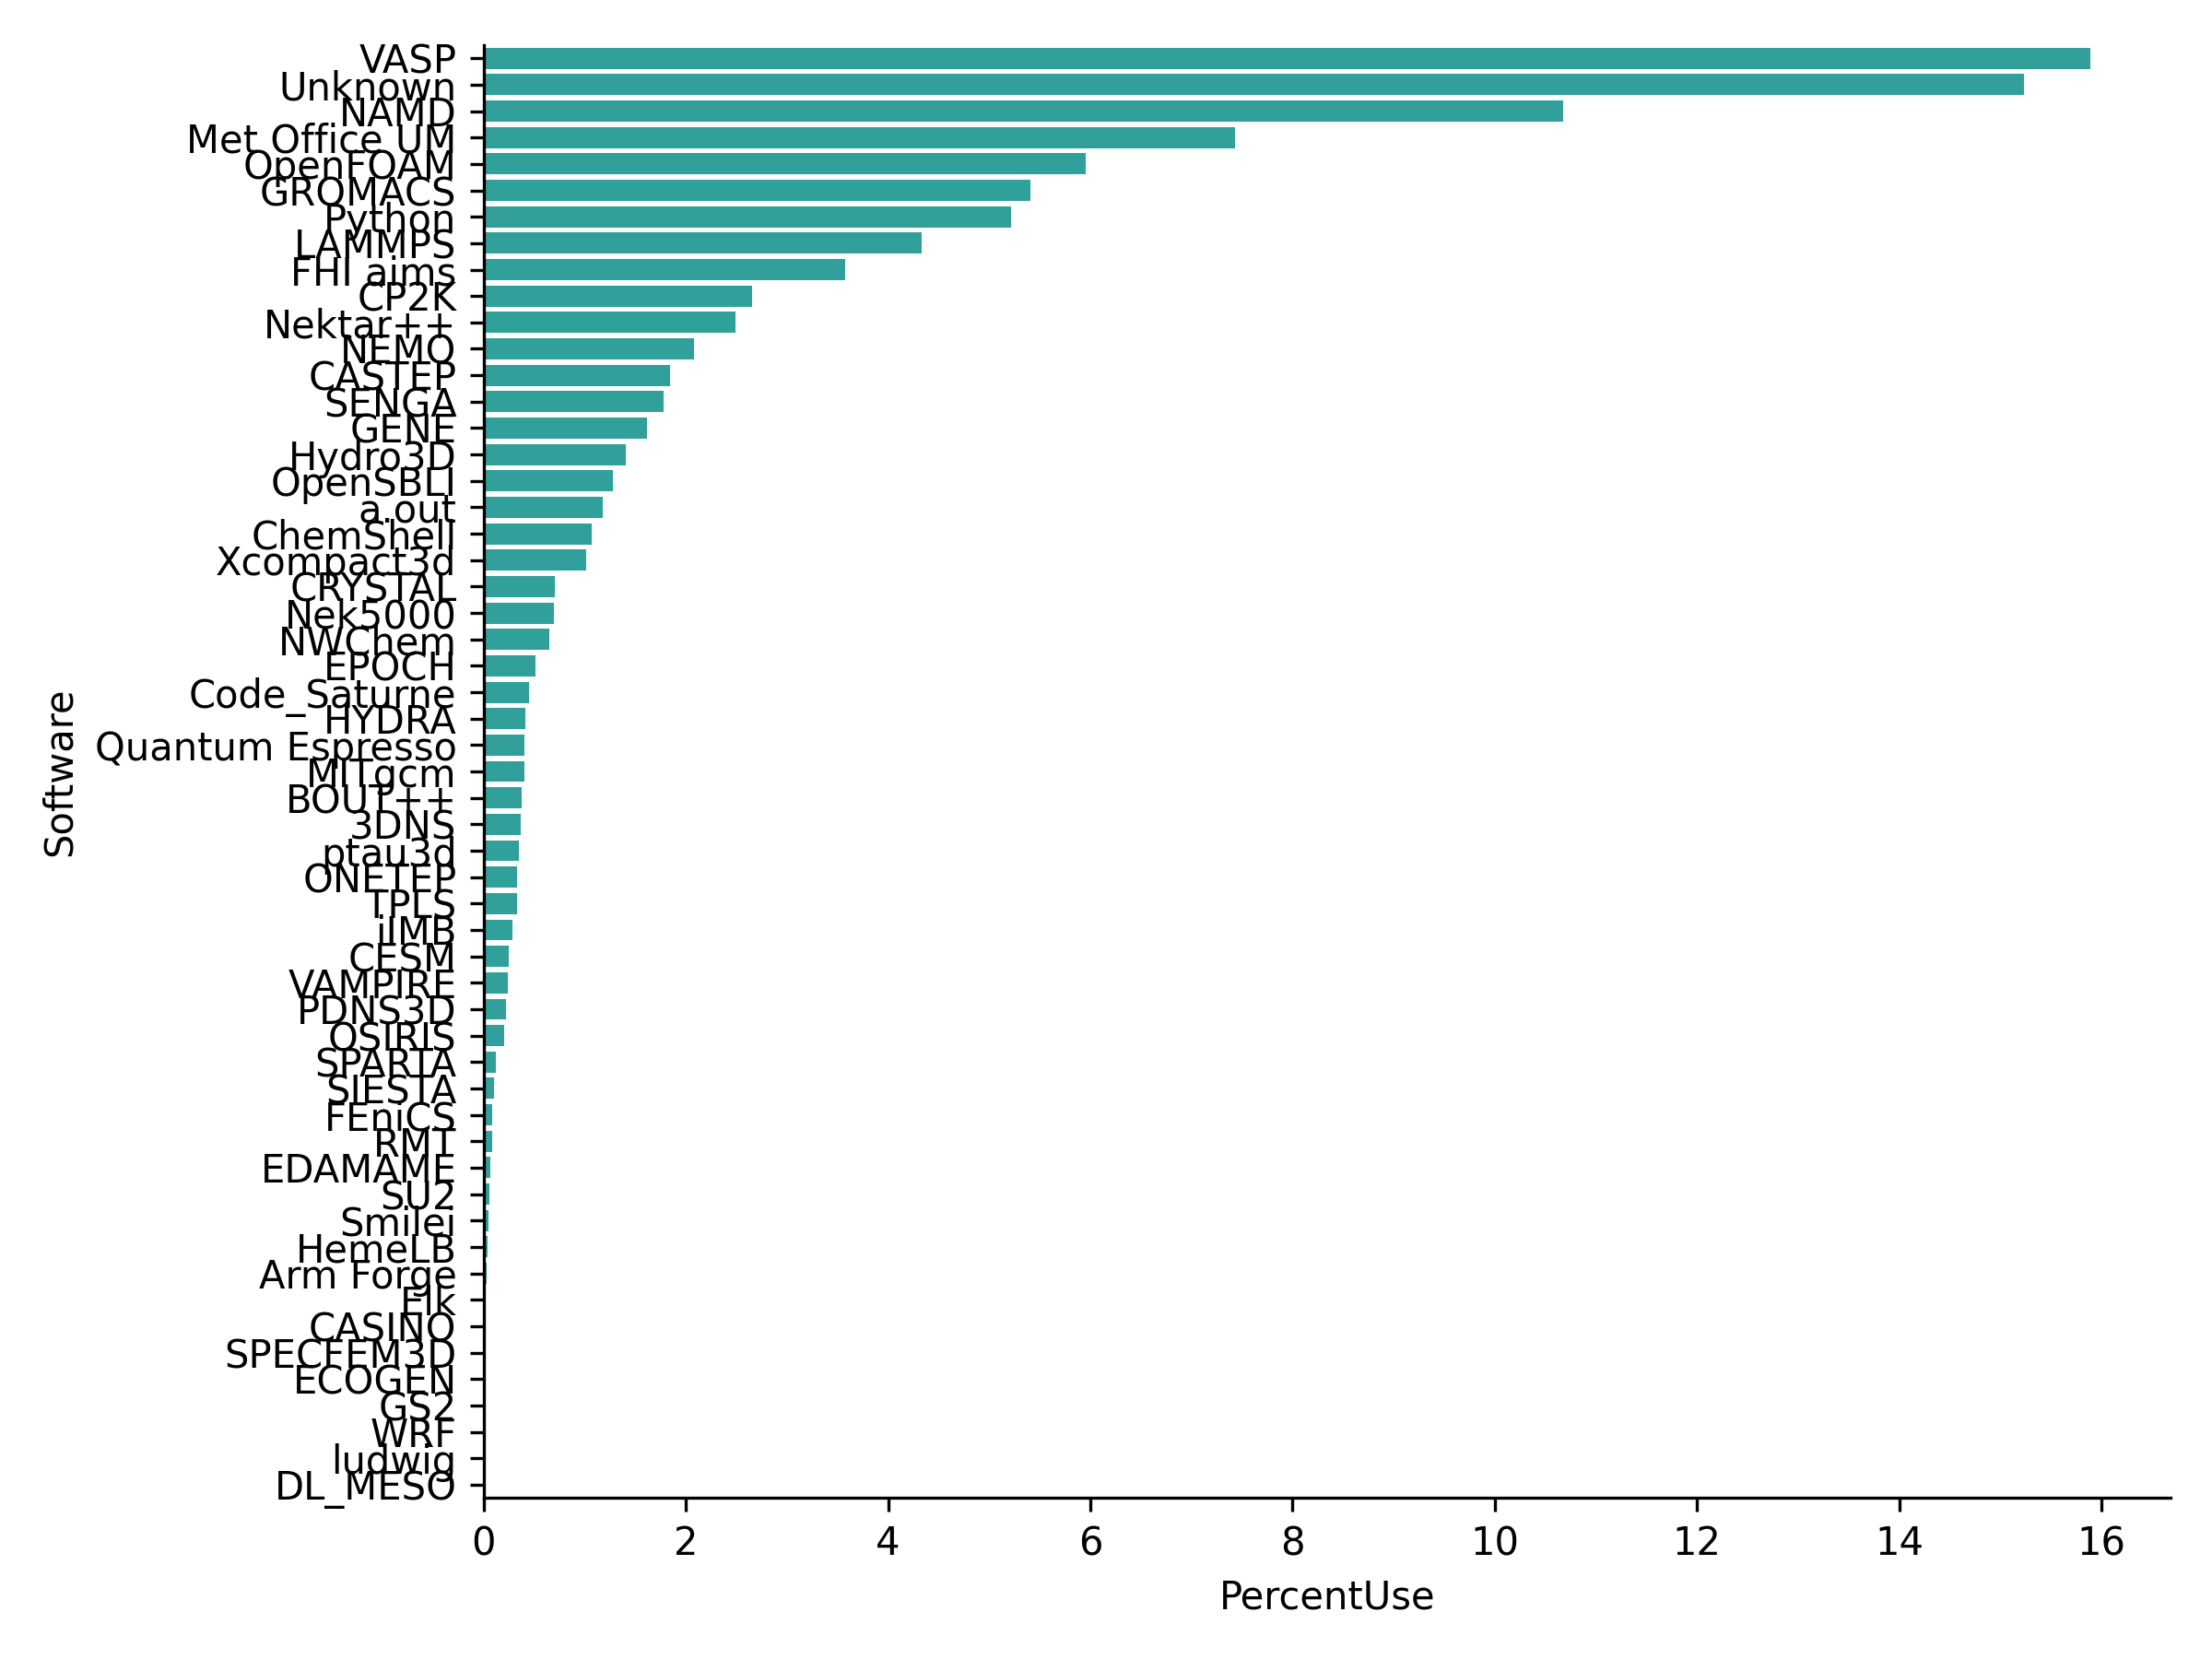 VASP
Unknown
NAMD
Met Office UM
OpenFOAM
GROMACS
Python
LAMMPS
FHI aims
CP2K
Nektar++
NEMO
CASTEP
SENGA
GENE
Hydro3D
OpenSBLI
a.out
ChemShell
Xcompact3d
CRYSTAL
Nek5000
NWChem
EPOCH
Code_Saturne
HYDRA
Quantum Espresso
MITgcm
BOUT++
3DNS
ptau3d
ONETEP
TPLS
iIMB
CESM
VAMPIRE
PDNS3D
OSIRIS
SPARTA
SIESTA
FEniCS
RMT
EDAMAME
SU2
Smilei
HemeLB
Arm Forge
Elk
CASINO
SPECFEM3D
ECOGEN
GS2
WRF
ludwig
DL_MESO
Software
0 2 4 6 8 10 12 14 16
PercentUse